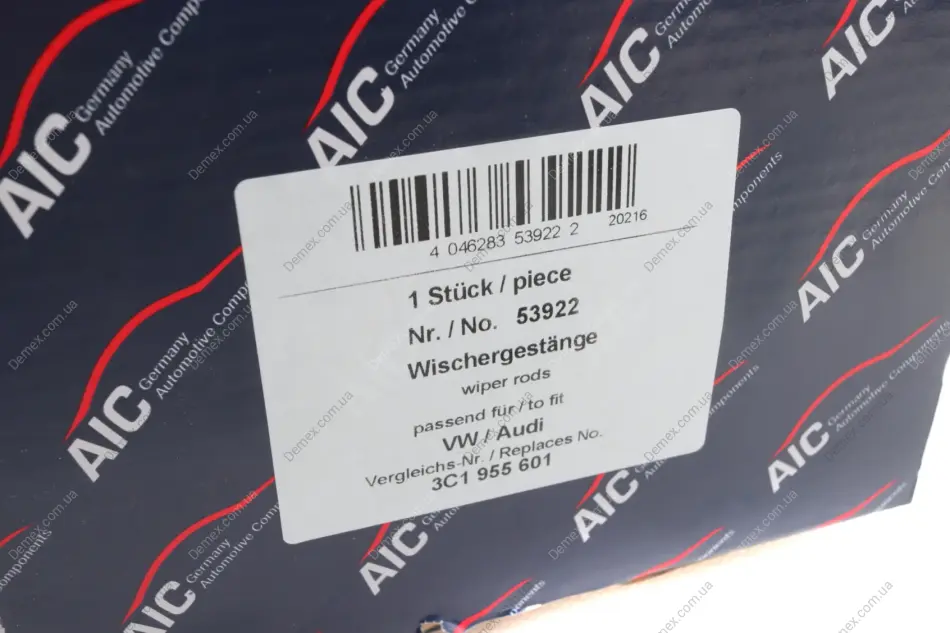 4 046283 53922 2 20216
1 Stück / piece
Nr. / No. 53922
Wischergestänge
wiper rods
passend für / to fit
VW / Audi
Vergleichs-Nr. / Replaces No.
3C1 955 601
AIC Germany
Automotive Components
Demex.com.ua